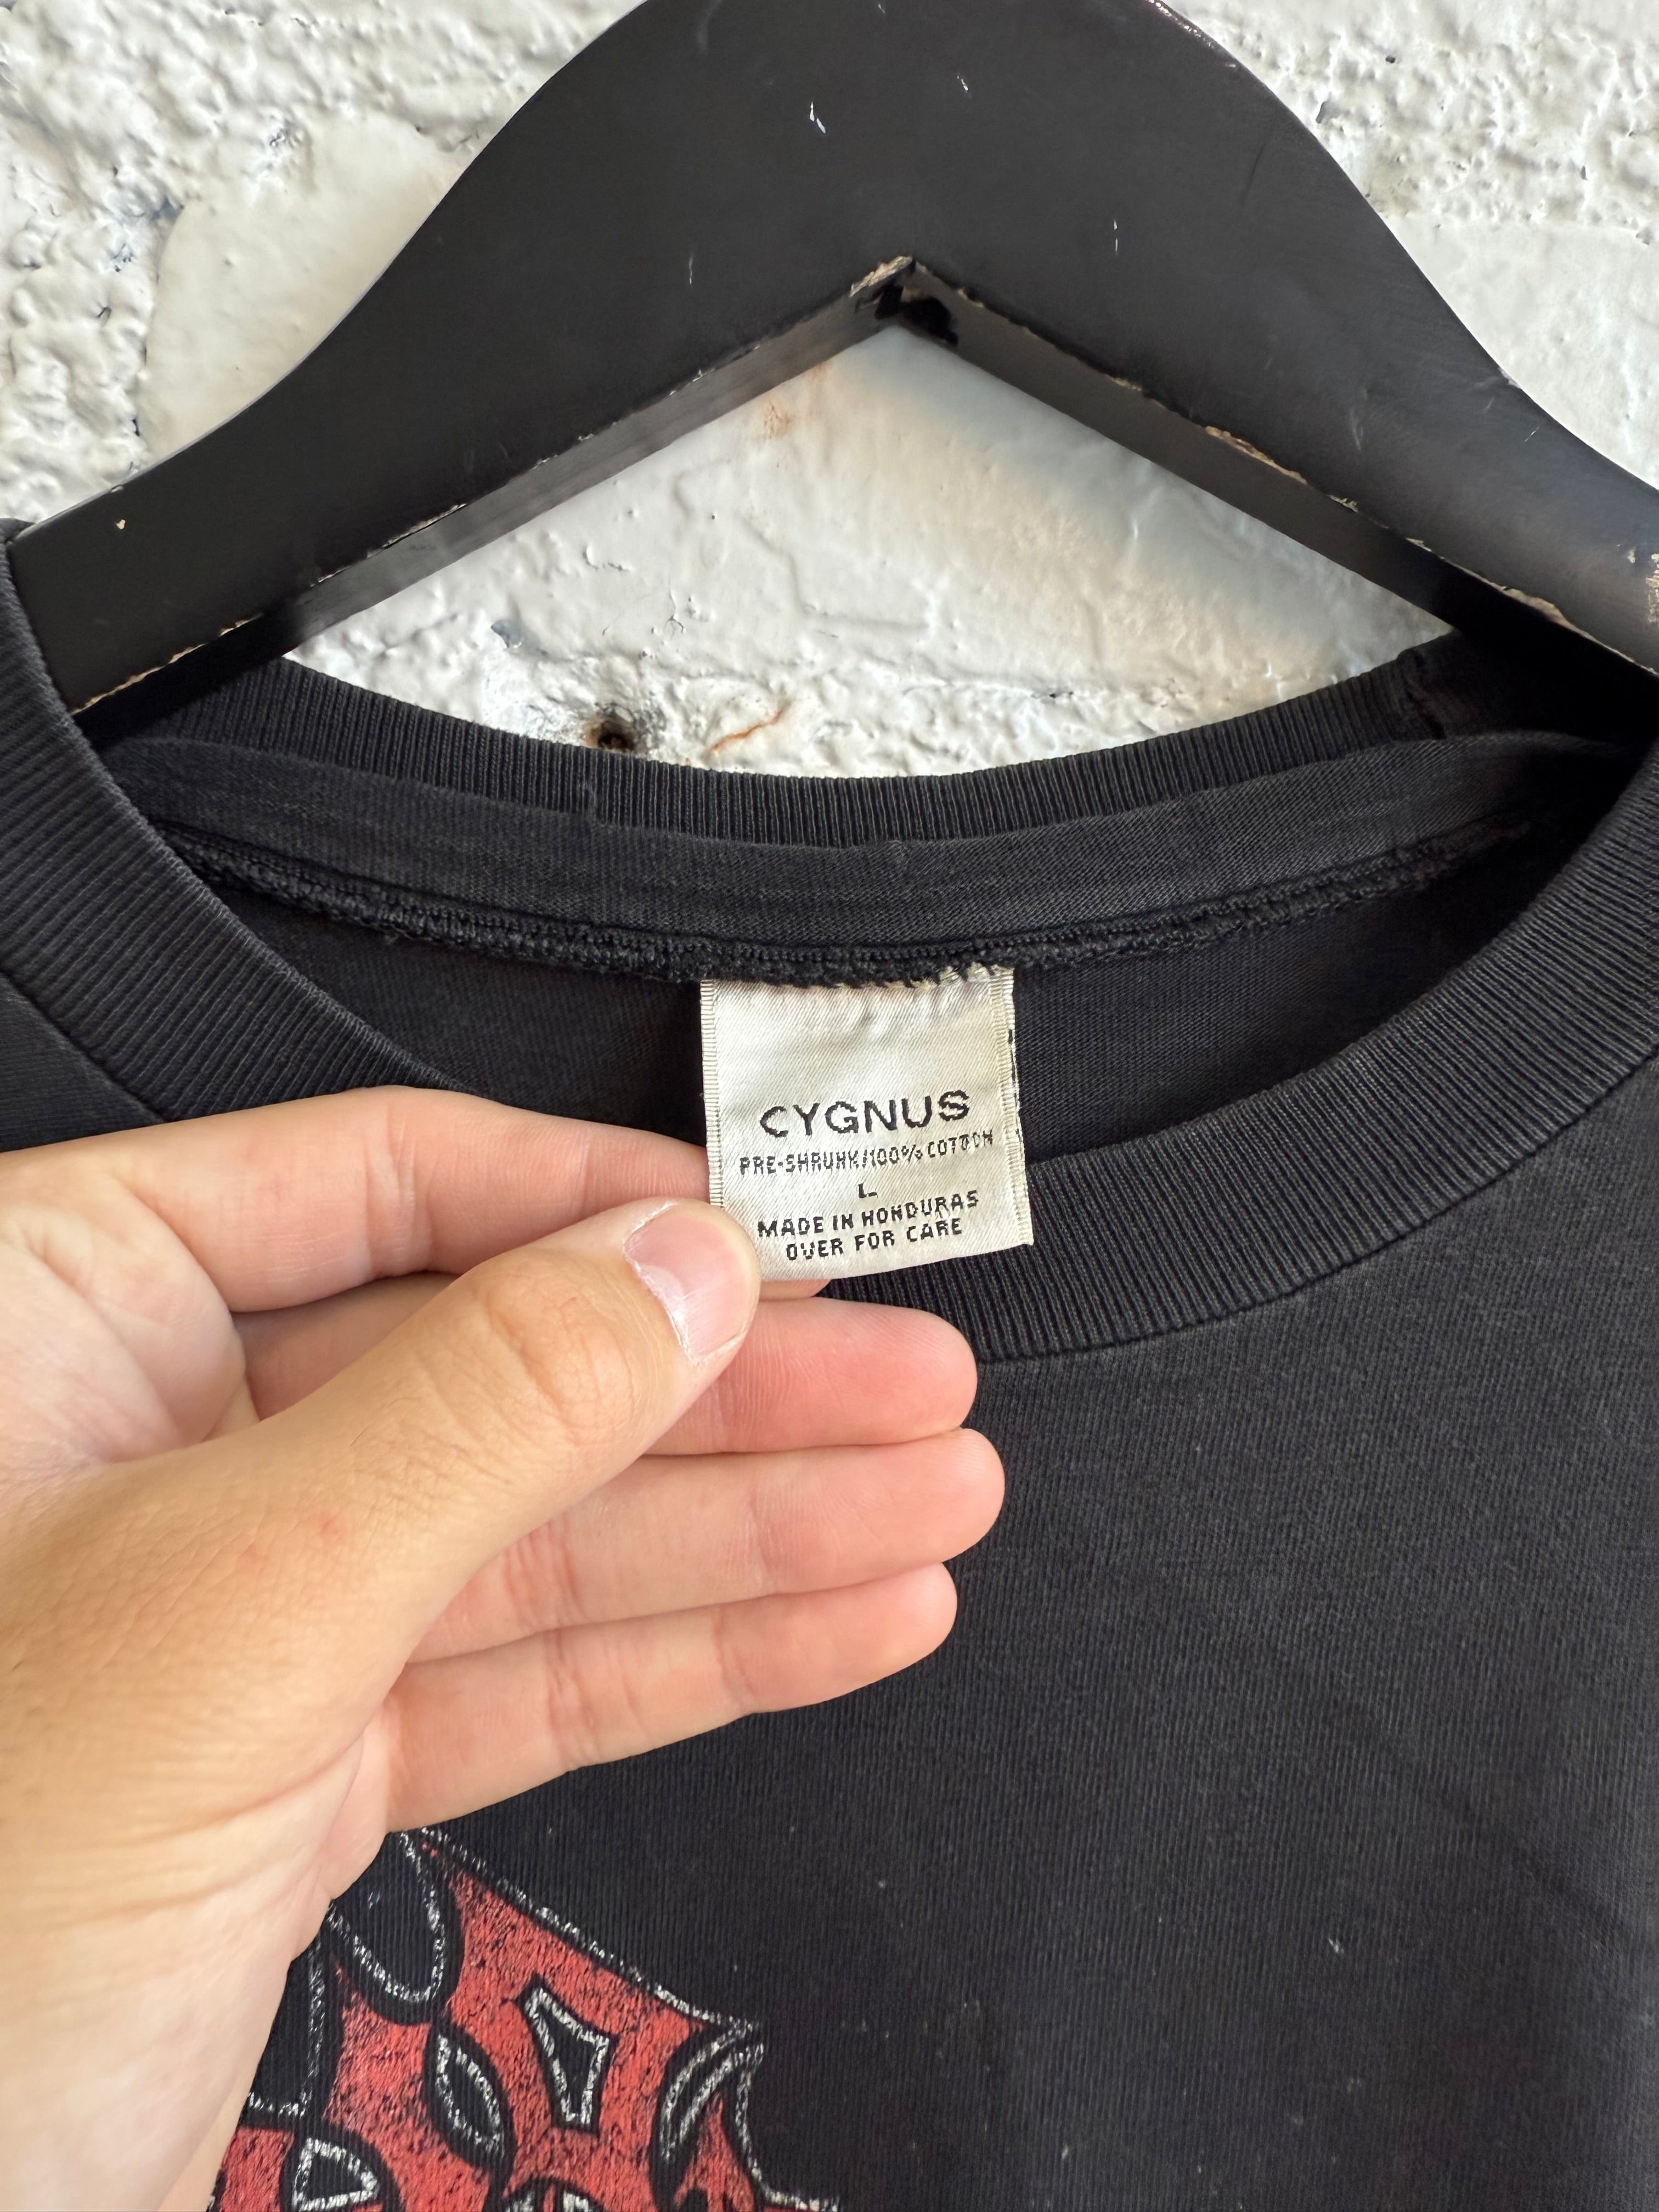 CYGNUS
PRE-SHRUNK/100% COTTON
L
MADE IN HONDURAS
OVER FOR CARE